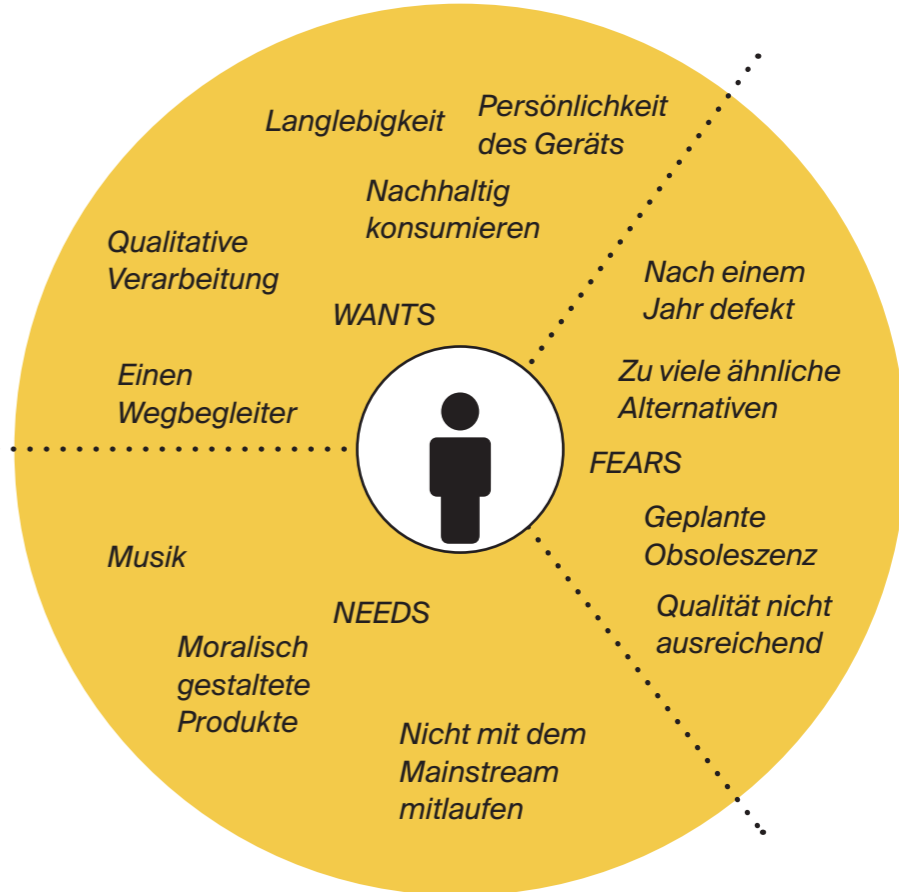 Langlebigkeit
Persönlichkeit
des Geräts
Nachhaltig
konsumieren
Qualitative
Verarbeitung
WANTS
Einen
Wegbegleiter
Nach einem
Jahr defekt
Zu viele ähnliche
Alternativen
FEARS
Geplante
Obsoleszenz
Qualität nicht
ausreichend
Musik
NEEDS
Moralisch
gestaltete
Produkte
Nicht mit dem
Mainstream
mitlaufen